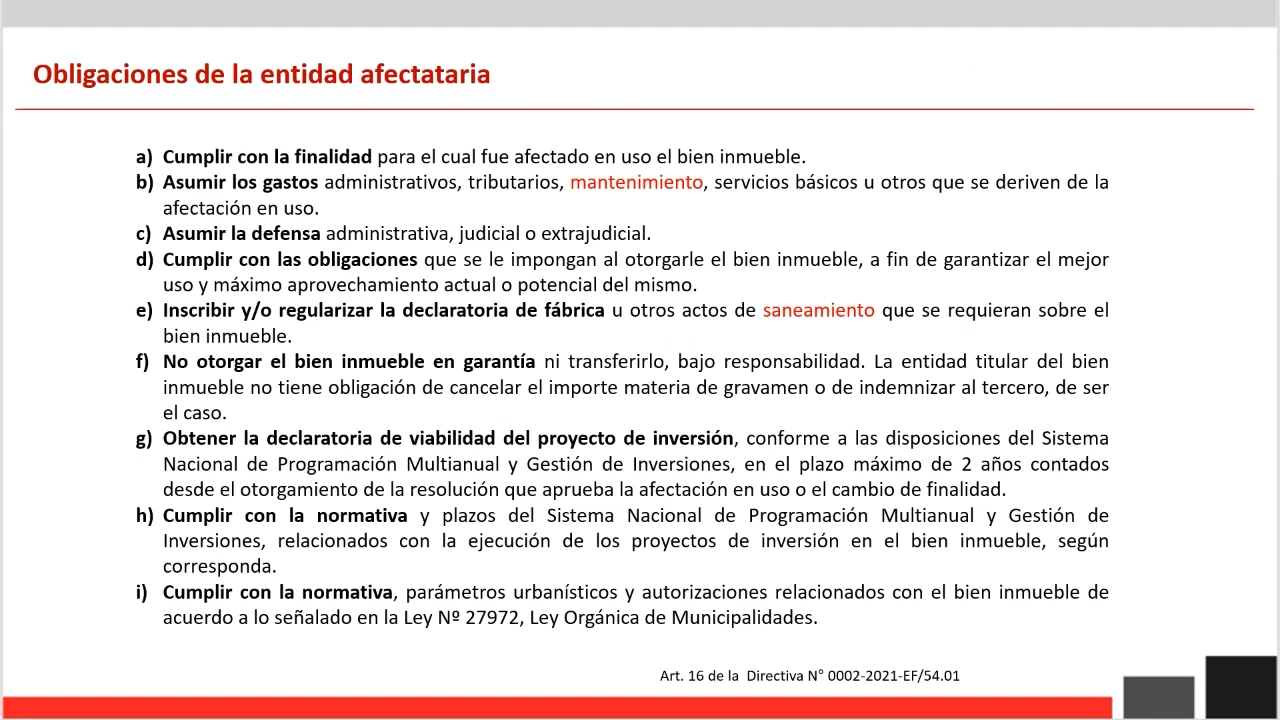 Obligaciones de la entidad afectataria
a) Cumplir con la finalidad para el cual fue afectado en uso el bien inmueble.
b) Asumir los gastos administrativos, tributarios, mantenimiento, servicios básicos u otros que se deriven de la
afectación en uso.
c) Asumir la defensa administrativa, judicial o extrajudicial.
d) Cumplir con las obligaciones que se le impongan al otorgarle el bien inmueble, a fin de garantizar el mejor
uso y máximo aprovechamiento actual o potencial del mismo.
e) Inscribir y/o regularizar la declaratoria de fábrica u otros actos de saneamiento que se requieran sobre el
bien inmueble.
f) No otorgar el bien inmueble en garantía ni transferirlo, bajo responsabilidad. La entidad titular del bien
inmueble no tiene obligación de cancelar el importe materia de gravamen o de indemnizar al tercero, de ser
el caso.
g) Obtener la declaratoria de viabilidad del proyecto de inversión, conforme a las disposiciones del Sistema
Nacional de Programación Multianual y Gestión de Inversiones, en el plazo máximo de 2 años contados
desde el otorgamiento de la resolución que aprueba la afectación en uso o el cambio de finalidad.
h) Cumplir con la normativa y plazos del Sistema Nacional de Programación Multianual y Gestión de
Inversiones, relacionados con la ejecución de los proyectos de inversión en el bien inmueble, según
corresponda.
i) Cumplir con la normativa, parámetros urbanísticos y autorizaciones relacionados con el bien inmueble de
acuerdo a lo señalado en la Ley Nº 27972, Ley Orgánica de Municipalidades.
Art. 16 de la Directiva N° 0002-2021-EF/54.01